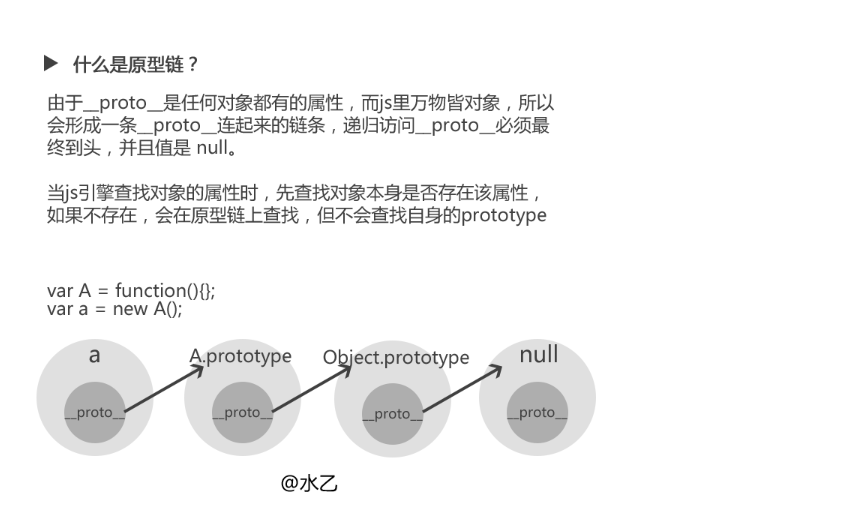 ▶ 什么是原型链？
由于__proto__是任何对象都有的属性，而js里万物皆对象，所以
会形成一条__proto__连起来的链条，递归访问__proto__必须最
终到头，并且值是 null。
当js引擎查找对象的属性时，先查找对象本身是否存在该属性，
如果不存在，会在原型链上查找，但不会查找自身的prototype
var A = function(){};
var a = new A();
a A.prototype Object.prototype null
__proto__ __proto__ __proto__ __proto__
@水乙